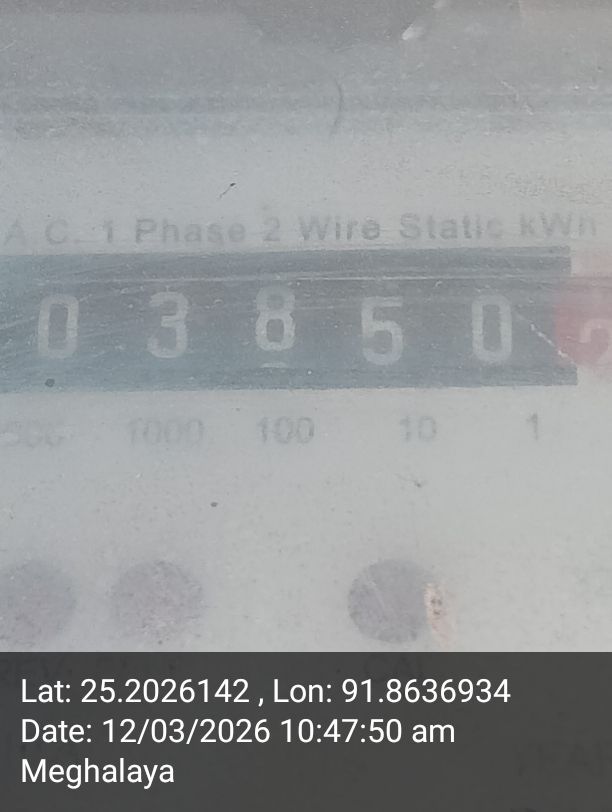 A C. 1 Phase 2 Wire Static kWh
0 3 8 5 0
1000 100 10 1
Lat: 25.2026142 , Lon: 91.8636934
Date: 12/03/2026 10:47:50 am
Meghalaya